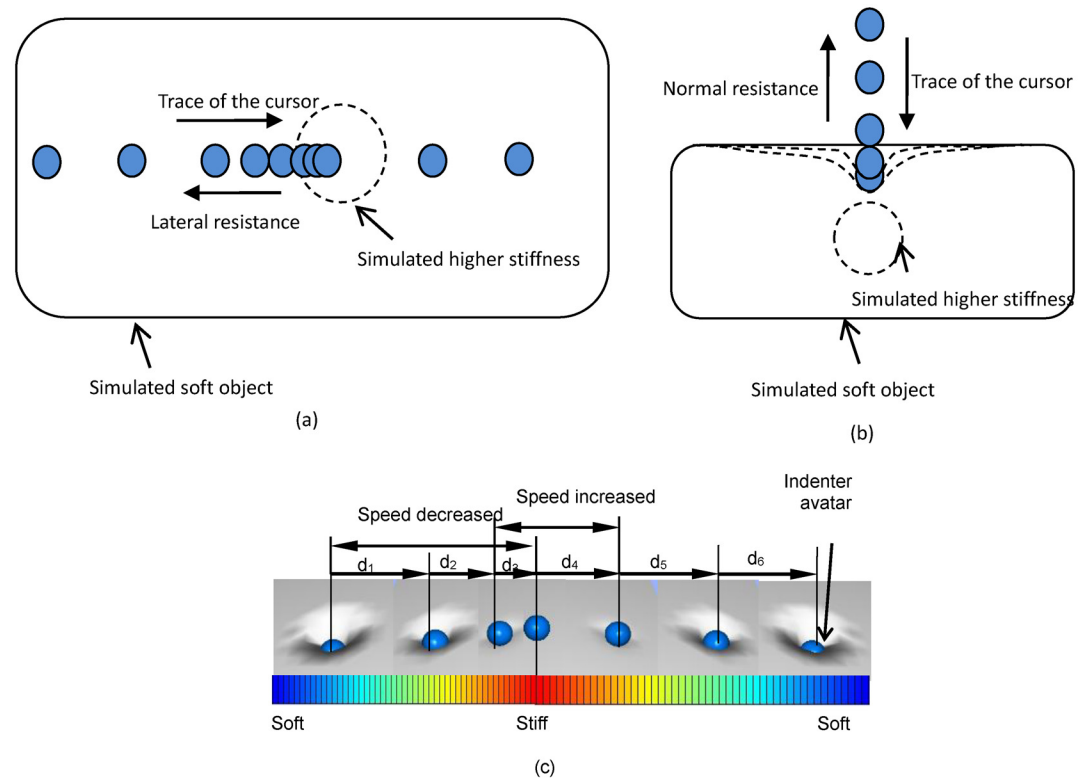 Trace of the cursor
Lateral resistance
Simulated higher stiffness
Simulated soft object
(a)
Normal resistance
Trace of the cursor
Simulated higher stiffness
Simulated soft object
(b)
Indenter
avatar
Speed increased
Speed decreased
d1 d2 d3 d4 d5 d6
Soft Stiff Soft
(c)